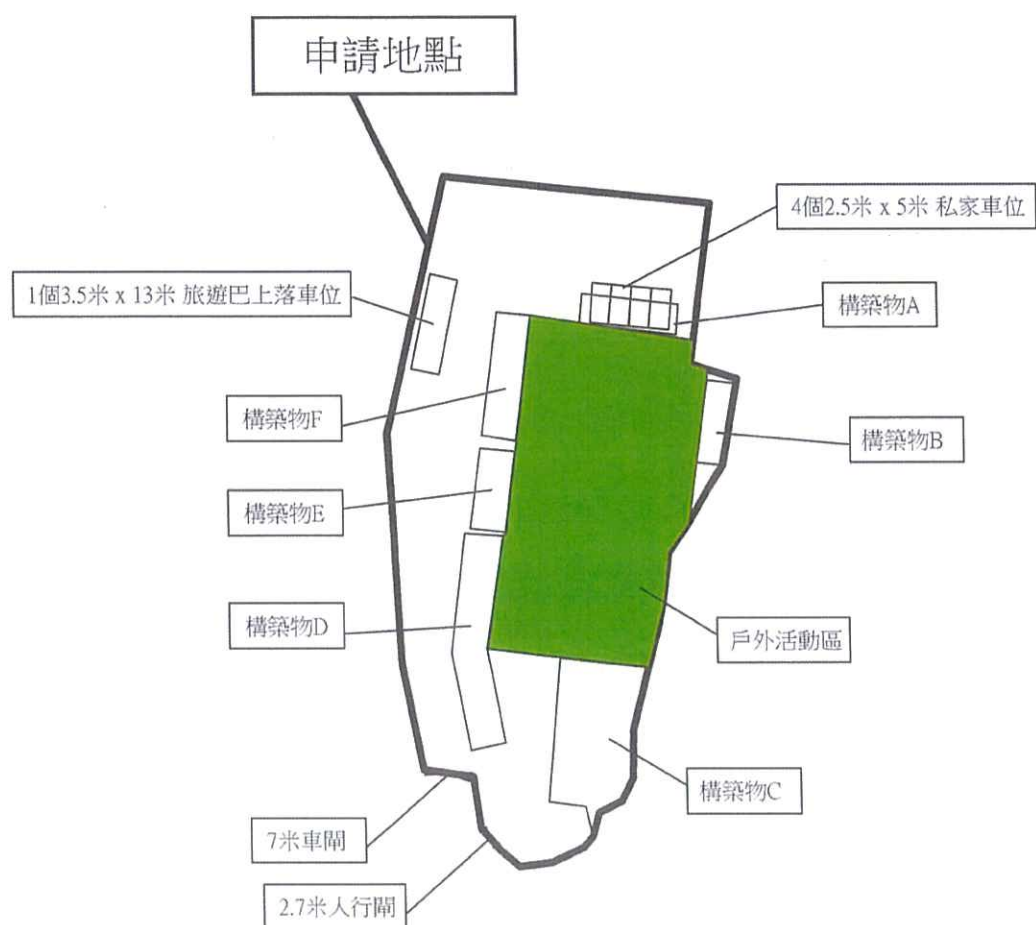 申請地點
4個2.5米 x 5米 私家車位
1個3.5米 x 13米 旅遊巴上落車位
構築物A
構築物F
構築物B
構築物E
構築物D
戶外活動區
構築物C
7米車閘
2.7米人行閘